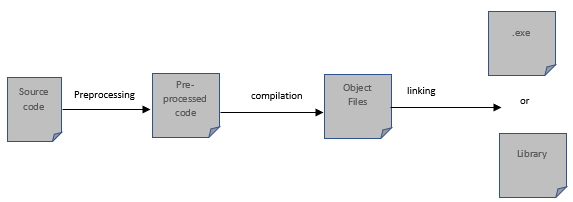 Source
code
Preprocessing
Pre-
processed
code
compilation
Object
Files
linking
.exe
or
Library